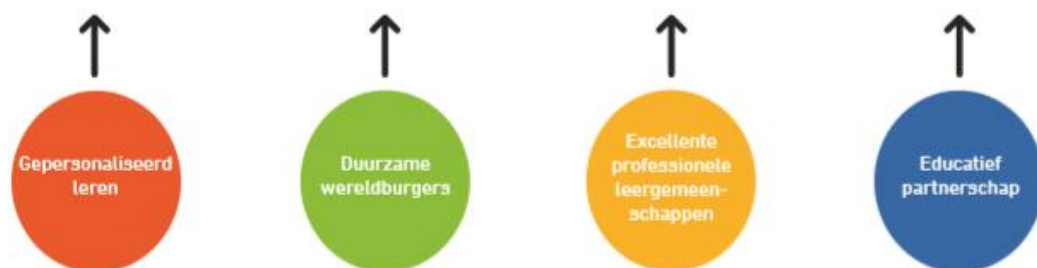 Gepersonaliseerd
leren
Duurzame
wereldburgers
Excellente
professionele
leergemeen-
schappen
Educatief
partnerschap